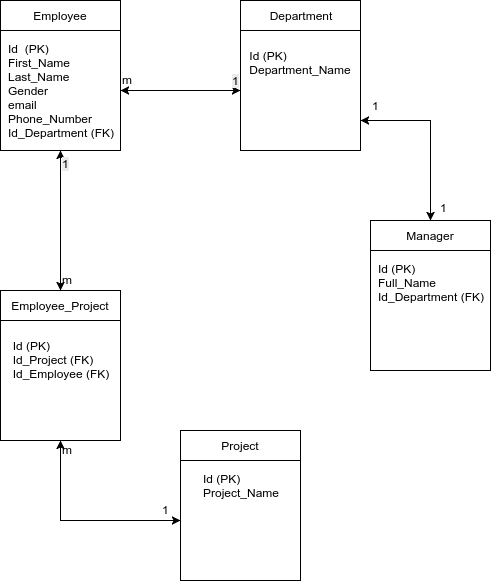 Employee
Id (PK)
First_Name
Last_Name
Gender
email
Phone_Number
Id_Department (FK)
m
1
Department
Id (PK)
Department_Name
1
1
Manager
Id (PK)
Full_Name
Id_Department (FK)
1
m
Employee_Project
Id (PK)
Id_Project (FK)
Id_Employee (FK)
m
1
Project
Id (PK)
Project_Name